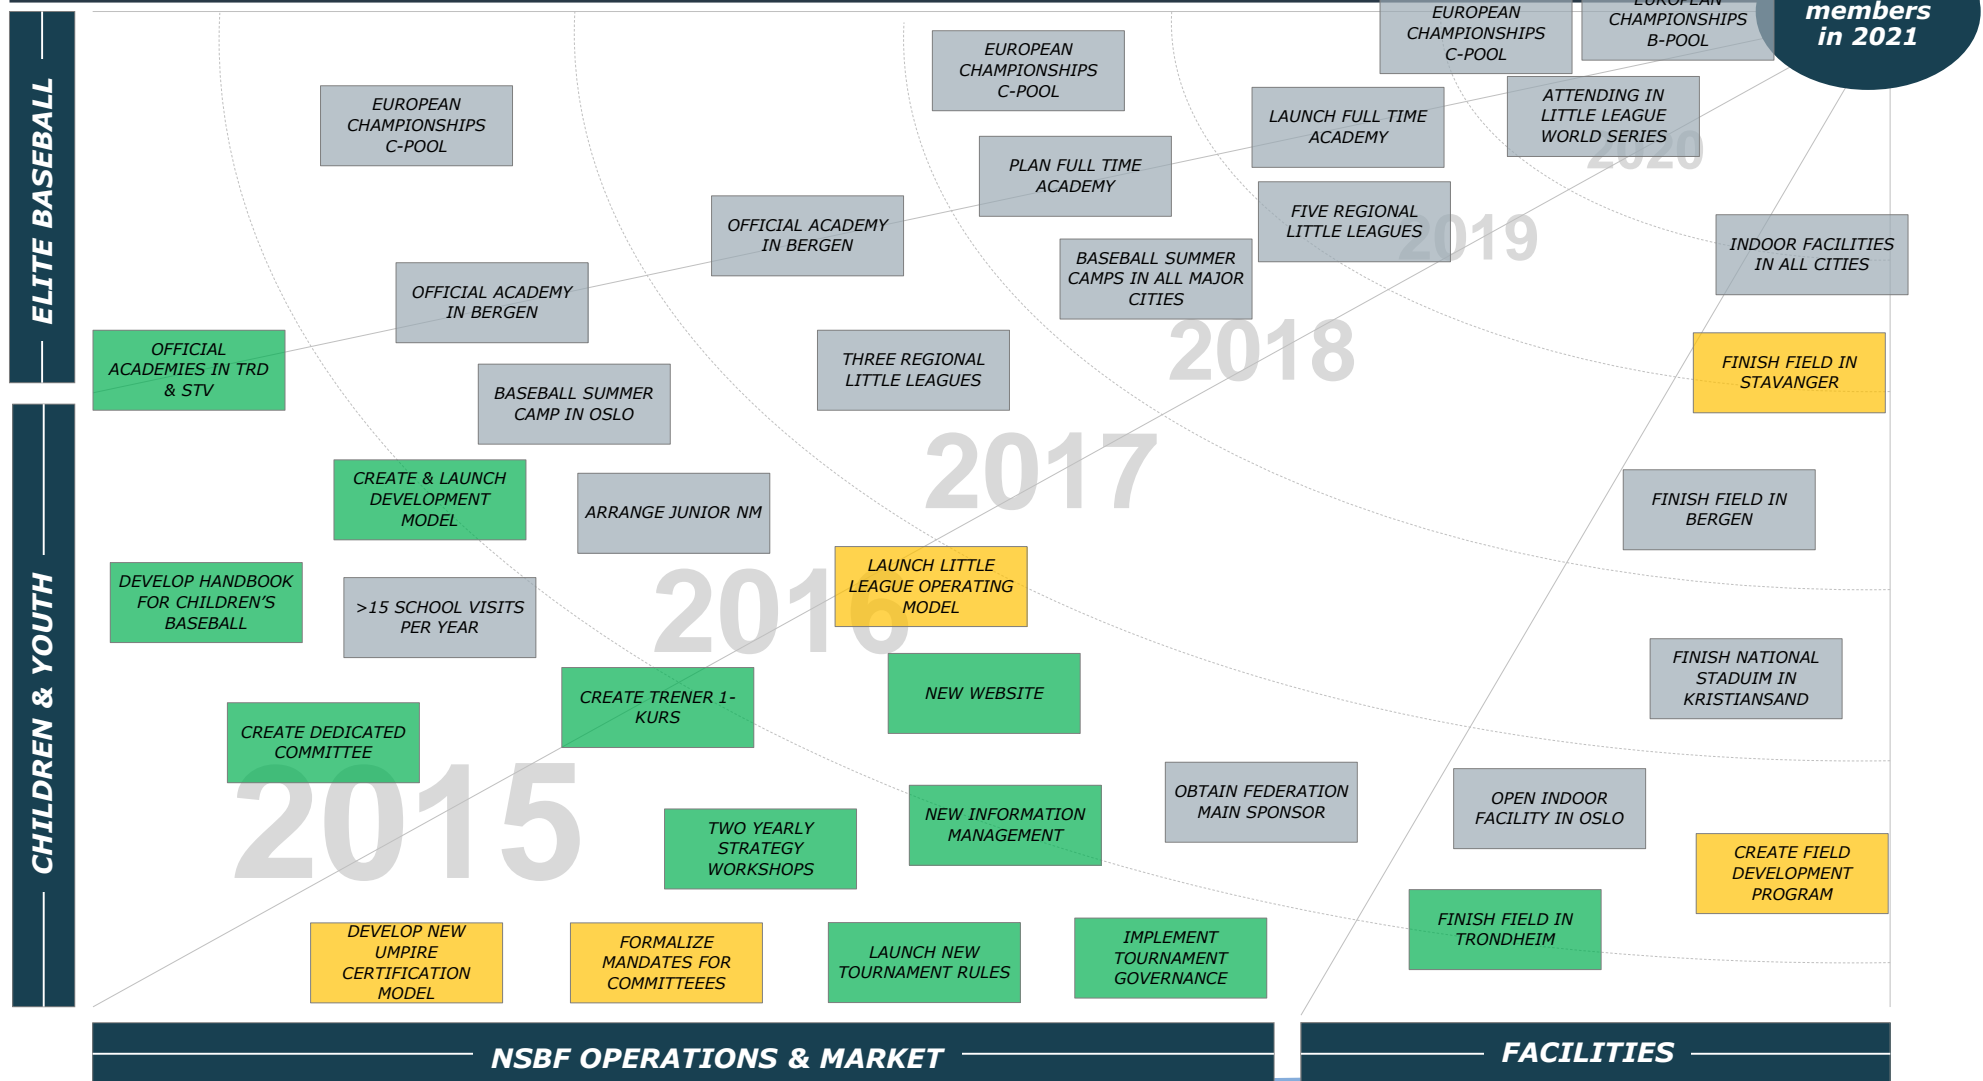 members
in 2021
EUROPEAN
CHAMPIONSHIPS
B-POOL
EUROPEAN
CHAMPIONSHIPS
C-POOL
EUROPEAN
CHAMPIONSHIPS
C-POOL
EUROPEAN
CHAMPIONSHIPS
C-POOL
ATTENDING IN
LITTLE LEAGUE
WORLD SERIES
LAUNCH FULL TIME
ACADEMY
PLAN FULL TIME
ACADEMY
2020
ELITE BASEBALL
OFFICIAL ACADEMY
IN BERGEN
FIVE REGIONAL
LITTLE LEAGUES
2019
INDOOR FACILITIES
IN ALL CITIES
BASEBALL SUMMER
CAMPS IN ALL MAJOR
CITIES
OFFICIAL ACADEMY
IN BERGEN
OFFICIAL
ACADEMIES IN TRD
& STV
THREE REGIONAL
LITTLE LEAGUES
2018
FINISH FIELD IN
STAVANGER
BASEBALL SUMMER
CAMP IN OSLO
CREATE & LAUNCH
DEVELOPMENT
MODEL
ARRANGE JUNIOR NM
2017
FINISH FIELD IN
BERGEN
DEVELOP HANDBOOK
FOR CHILDREN'S
BASEBALL
>15 SCHOOL VISITS
PER YEAR
2016
LAUNCH LITTLE
LEAGUE OPERATING
MODEL
CHILDREN & YOUTH
FINISH NATIONAL
STADUIM IN
KRISTIANSAND
CREATE TRENER 1-
KURS
NEW WEBSITE
CREATE DEDICATED
COMMITTEE
2015
TWO YEARLY
STRATEGY
WORKSHOPS
NEW INFORMATION
MANAGEMENT
OBTAIN FEDERATION
MAIN SPONSOR
OPEN INDOOR
FACILITY IN OSLO
CREATE FIELD
DEVELOPMENT
PROGRAM
DEVELOP NEW
UMPIRE
CERTIFICATION
MODEL
FORMALIZE
MANDATES FOR
COMMITTEEES
LAUNCH NEW
TOURNAMENT RULES
IMPLEMENT
TOURNAMENT
GOVERNANCE
FINISH FIELD IN
TRONDHEIM
NSBF OPERATIONS & MARKET
FACILITIES